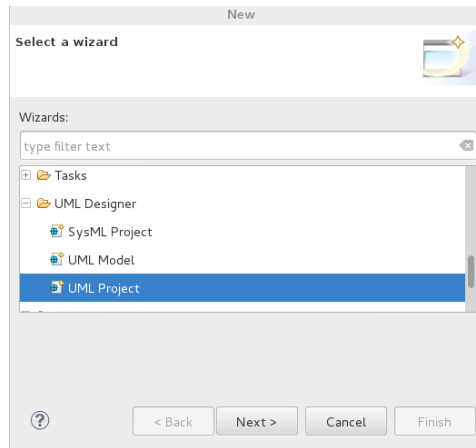 New
Select a wizard
Wizards:
type filter text
Tasks
UML Designer
SysML Project
UML Model
UML Project
< Back Next > Cancel Finish